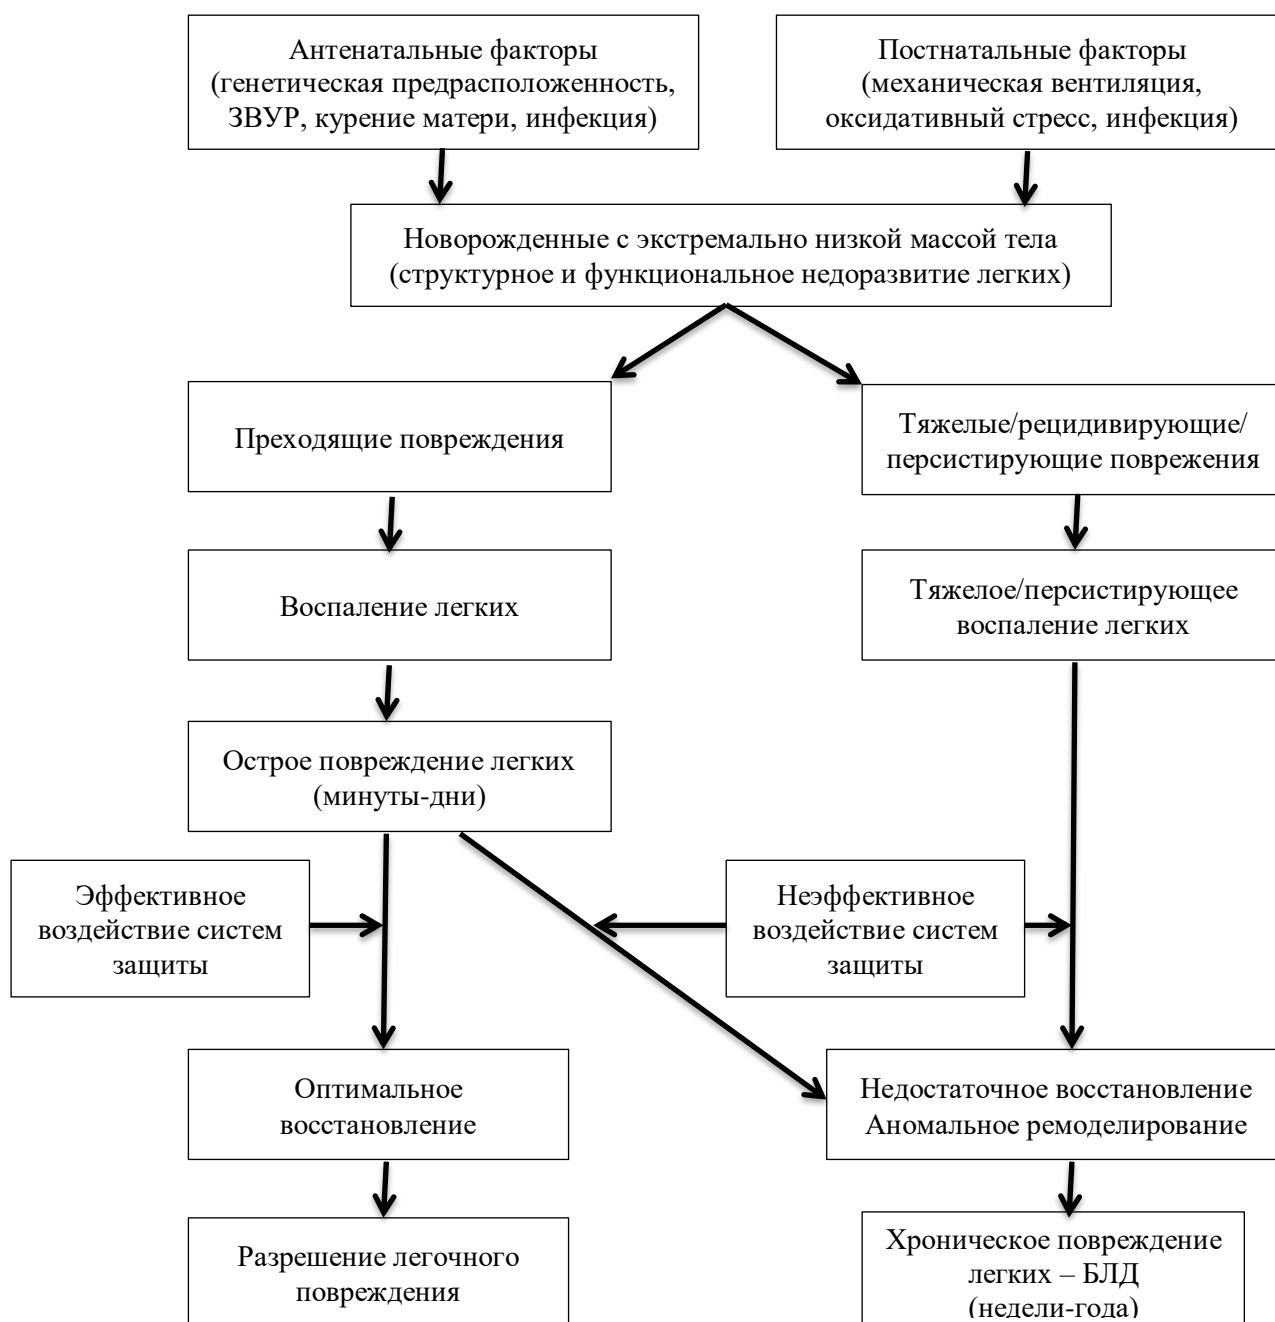 Антенатальные факторы
(генетическая предрасположенность,
ЗВУР, курение матери, инфекция)
Постнатальные факторы
(механическая вентиляция,
оксидативный стресс, инфекция)
Новорожденные с экстремально низкой массой тела
(структурное и функциональное недоразвитие легких)
Преходящие повреждения
Тяжелые/рецидивирующие/
персистирующие поврежения
Воспаление легких
Тяжелое/персистирующее
воспаление легких
Острое повреждение легких
(минуты-дни)
Эффективное
воздействие систем
защиты
Неэффективное
воздействие систем
защиты
Оптимальное
восстановление
Недостаточное восстановление
Аномальное ремоделирование
Разрешение легочного
повреждения
Хроническое повреждение
легких – БЛД
(недели-года)